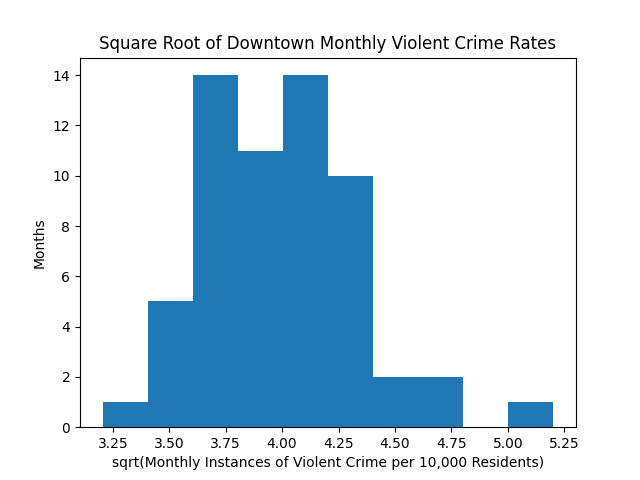 Square Root of Downtown Monthly Violent Crime Rates
14
12
10
8
6
4
2
0
Months
3.25 3.50 3.75 4.00 4.25 4.50 4.75 5.00 5.25
sqrt(Monthly Instances of Violent Crime per 10,000 Residents)